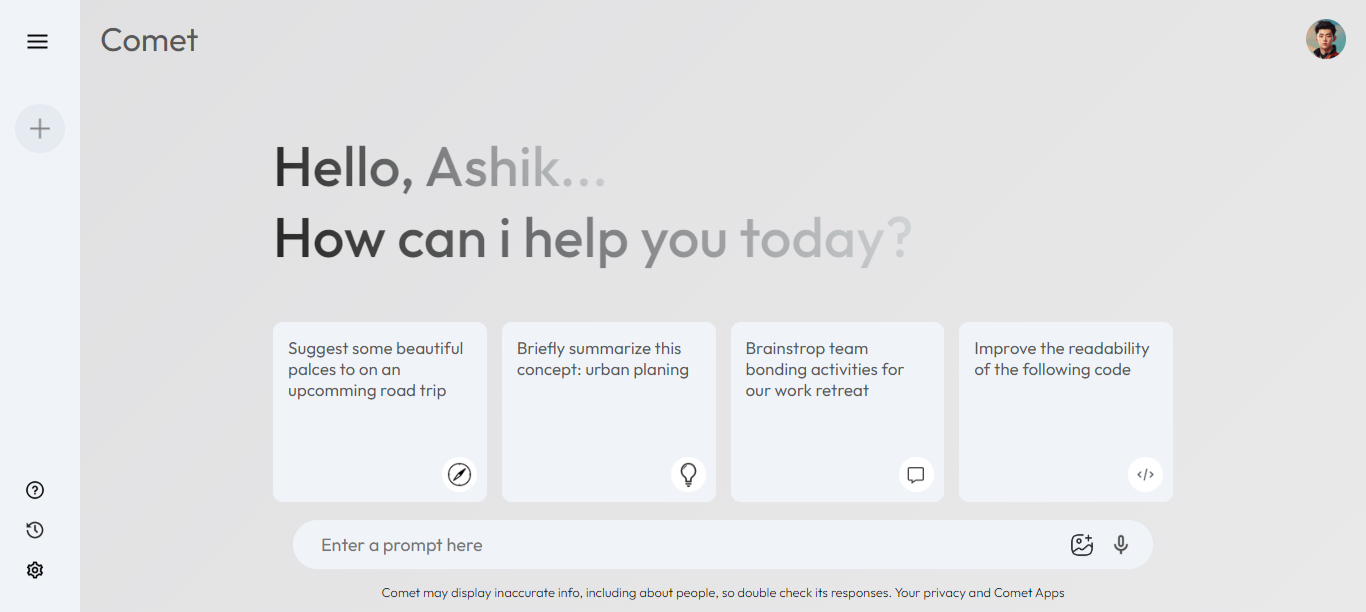 Comet
Hello, Ashik...
How can i help you today?
Suggest some beautiful
palces to on an
upcomming road trip
Briefly summarize this
concept: urban planing
Brainstrop team
bonding activities for
our work retreat
Improve the readability
of the following code
Enter a prompt here
Comet may display inaccurate info, including about people, so double check its responses. Your privacy and Comet Apps